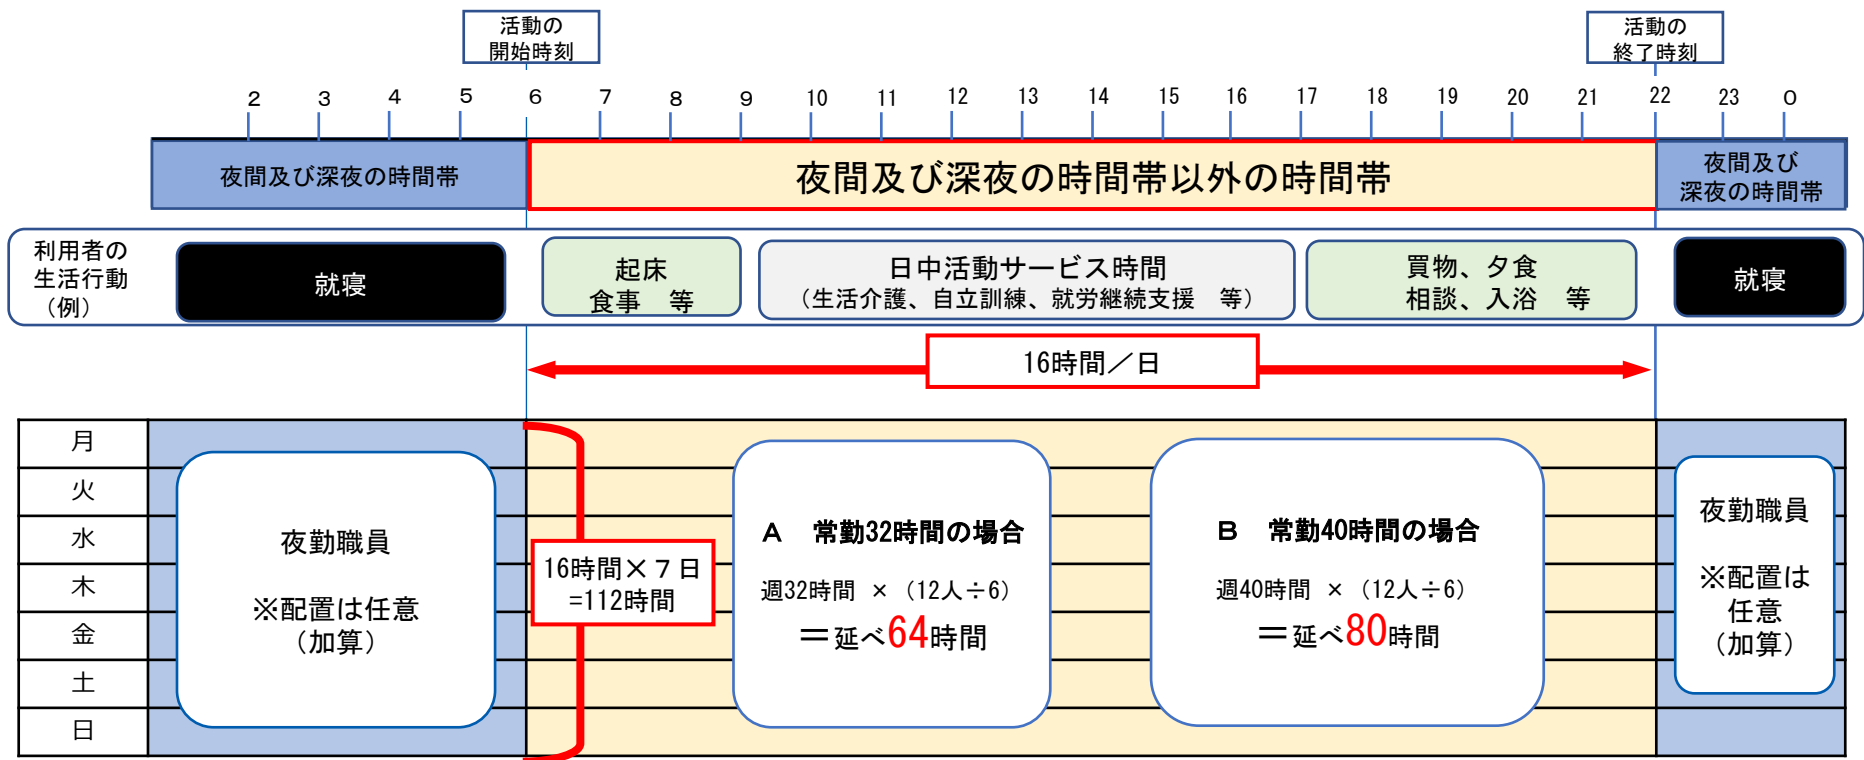 活動の
開始時刻
活動の
終了時刻
2 3 4 5 6 7 8 9 10 11 12 13 14 15 16 17 18 19 20 21 22 23 0
夜間及び深夜の時間帯
夜間及び深夜の時間帯以外の時間帯
夜間及び
深夜の時間帯
利用者の
生活行動
（例）
就寝
起床
食事　等
日中活動サービス時間
（生活介護、自立訓練、就労継続支援　等）
買物、夕食
相談、入浴　等
就寝
16時間／日
月
火
水
木
金
土
日
夜勤職員
※配置は任意
（加算）
16時間×７日
=112時間
A　常勤32時間の場合
週32時間 ×（12人÷6）
＝延べ64時間
B　常勤40時間の場合
週40時間 ×（12人÷6）
＝延べ80時間
夜勤職員
※配置は
任意
（加算）